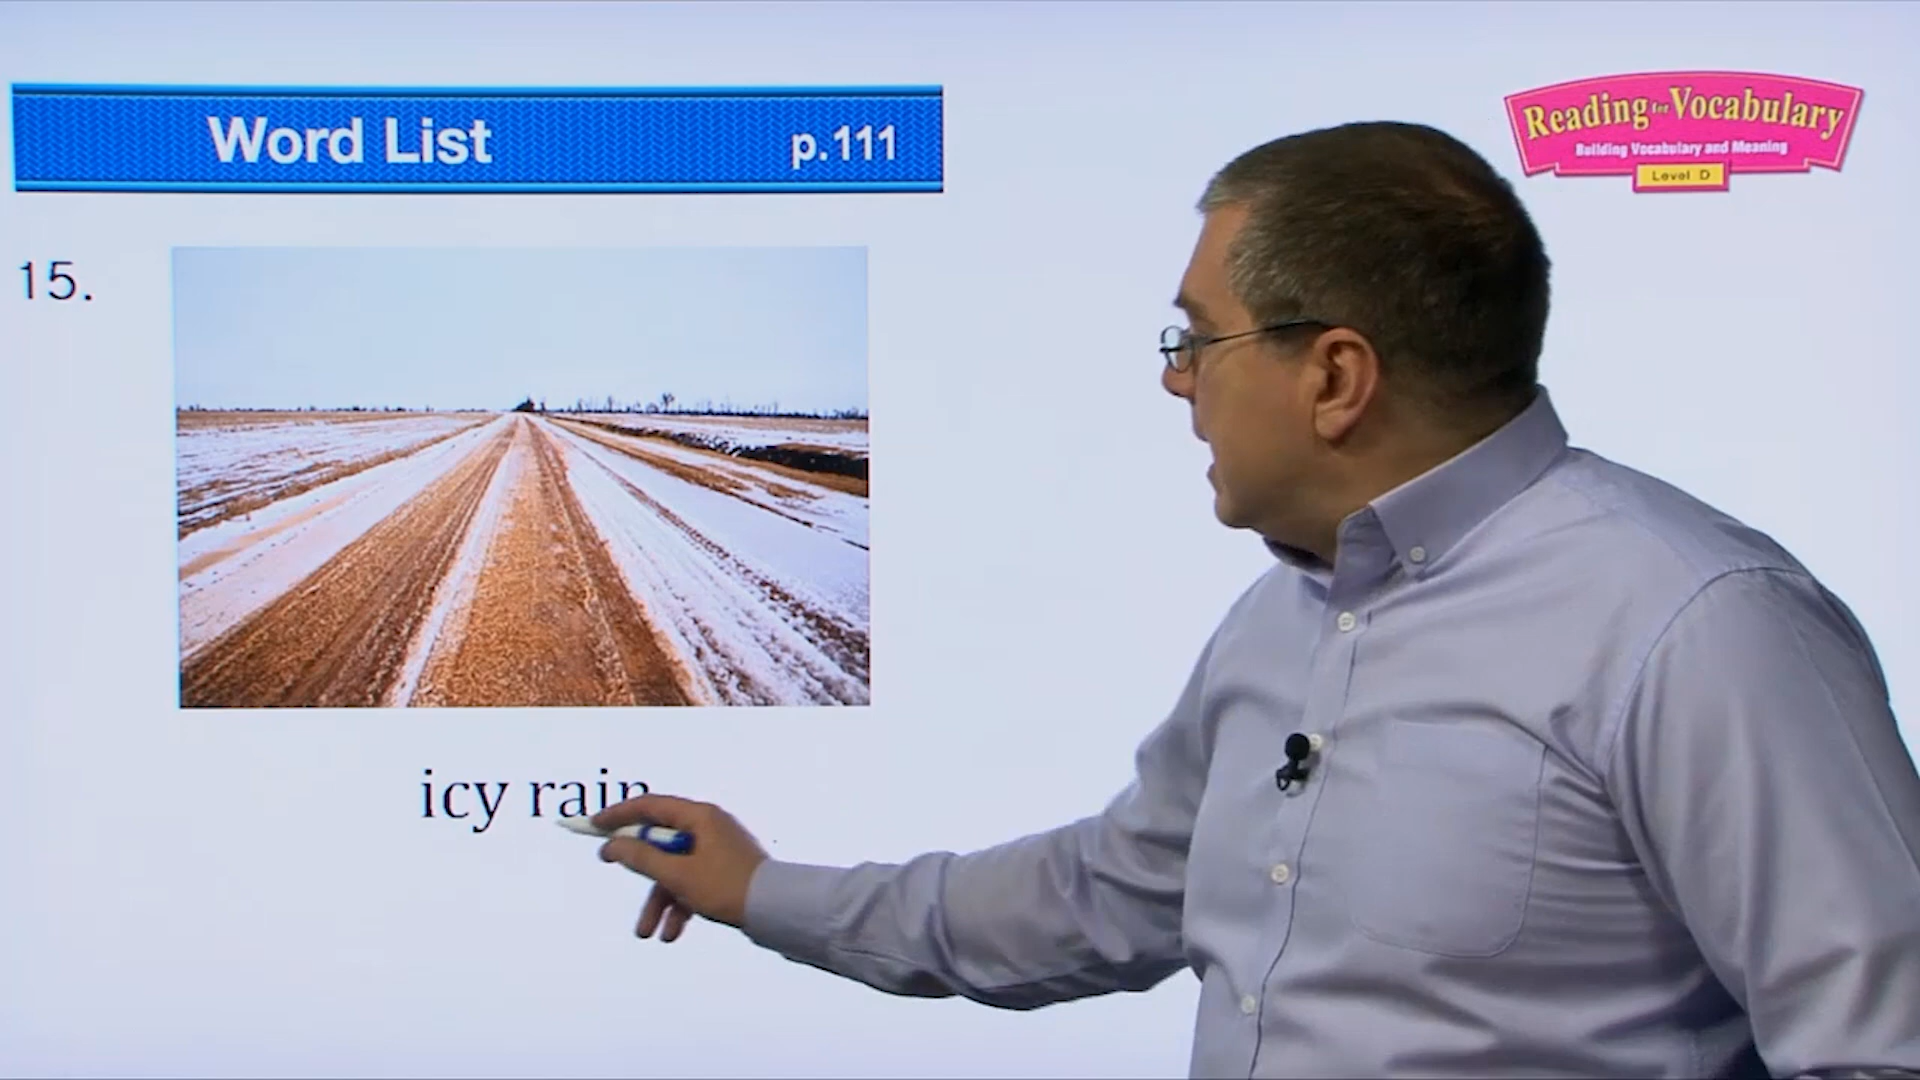 Word List p.111
Reading for Vocabulary
Building Vocabulary and Meaning
Level D
15.
icy rain